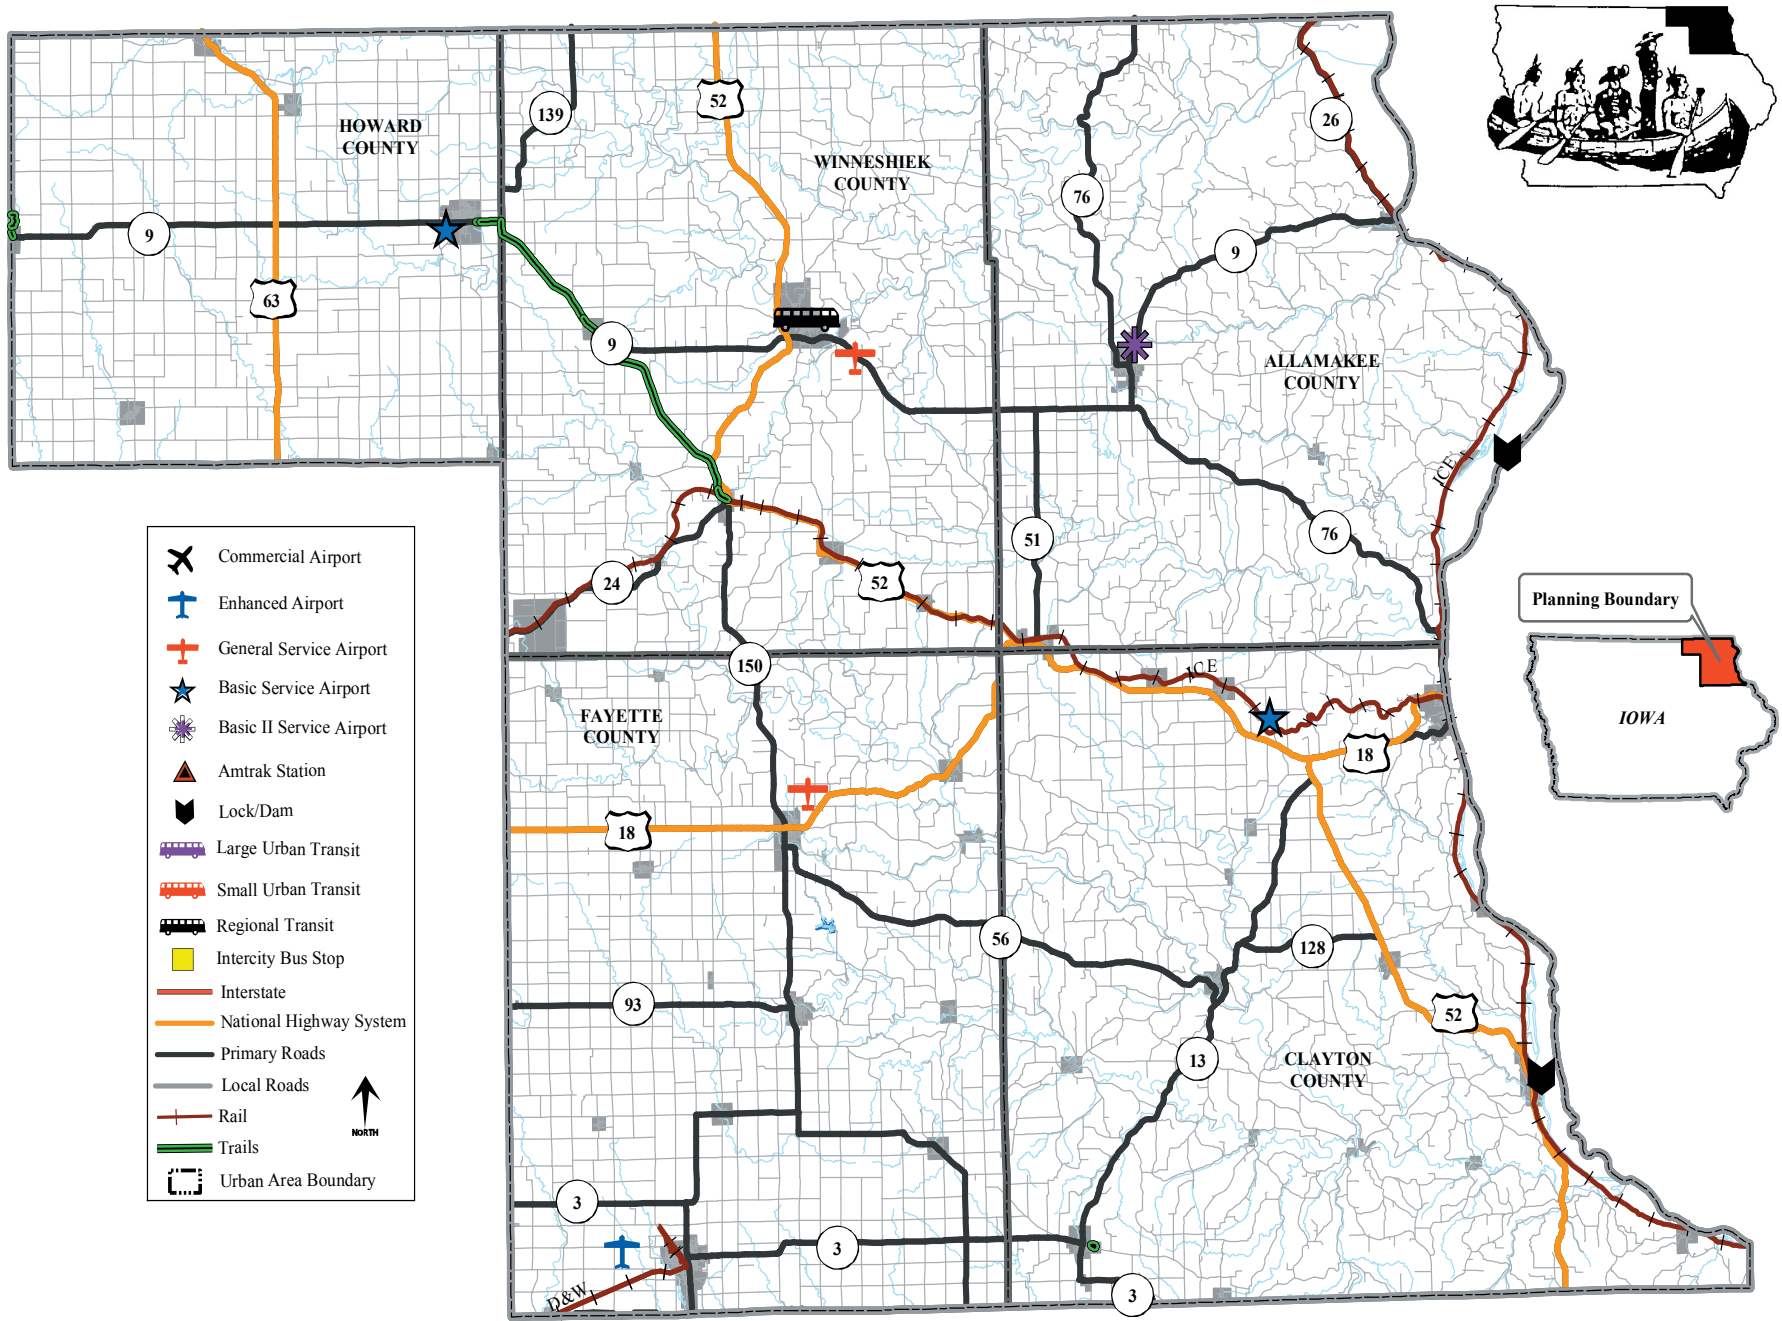 139
52
26
HOWARD
COUNTY
WINNESHIEK
COUNTY
76
9
9
63
9
ALLAMAKEE
COUNTY
ICE
51
76
24
52
Commercial Airport
Enhanced Airport
General Service Airport
Basic Service Airport
Basic II Service Airport
Amtrak Station
Lock/Dam
Large Urban Transit
Small Urban Transit
Regional Transit
Intercity Bus Stop
Interstate
National Highway System
Primary Roads
Local Roads
Rail
Trails
Urban Area Boundary
NORTH
Planning Boundary
IOWA
150
ICE
FAYETTE
COUNTY
18
18
56
128
93
52
13
CLAYTON
COUNTY
3
3
D&W
3